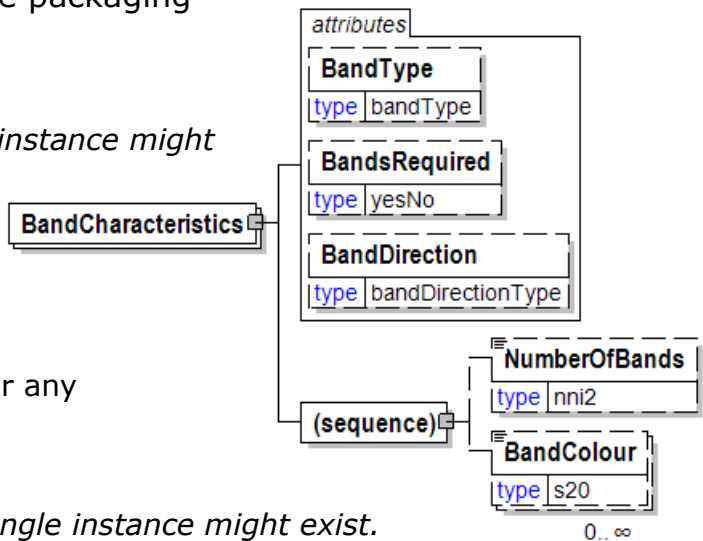 e packaging
instance might
r any
ngle instance might exist.
BandCharacteristics
attributes
BandType
type bandType
BandsRequired
type yesNo
BandDirection
type bandDirectionType
(sequence)
NumberOfBands
type nni2
BandColour
type s20
0..∞